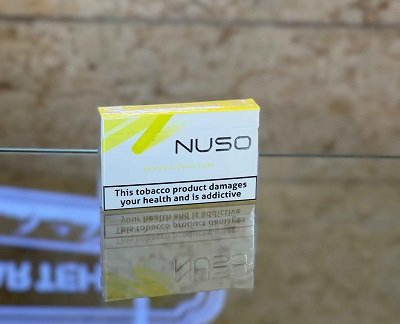 NUSO
This tobacco product damages
your health and is addictive